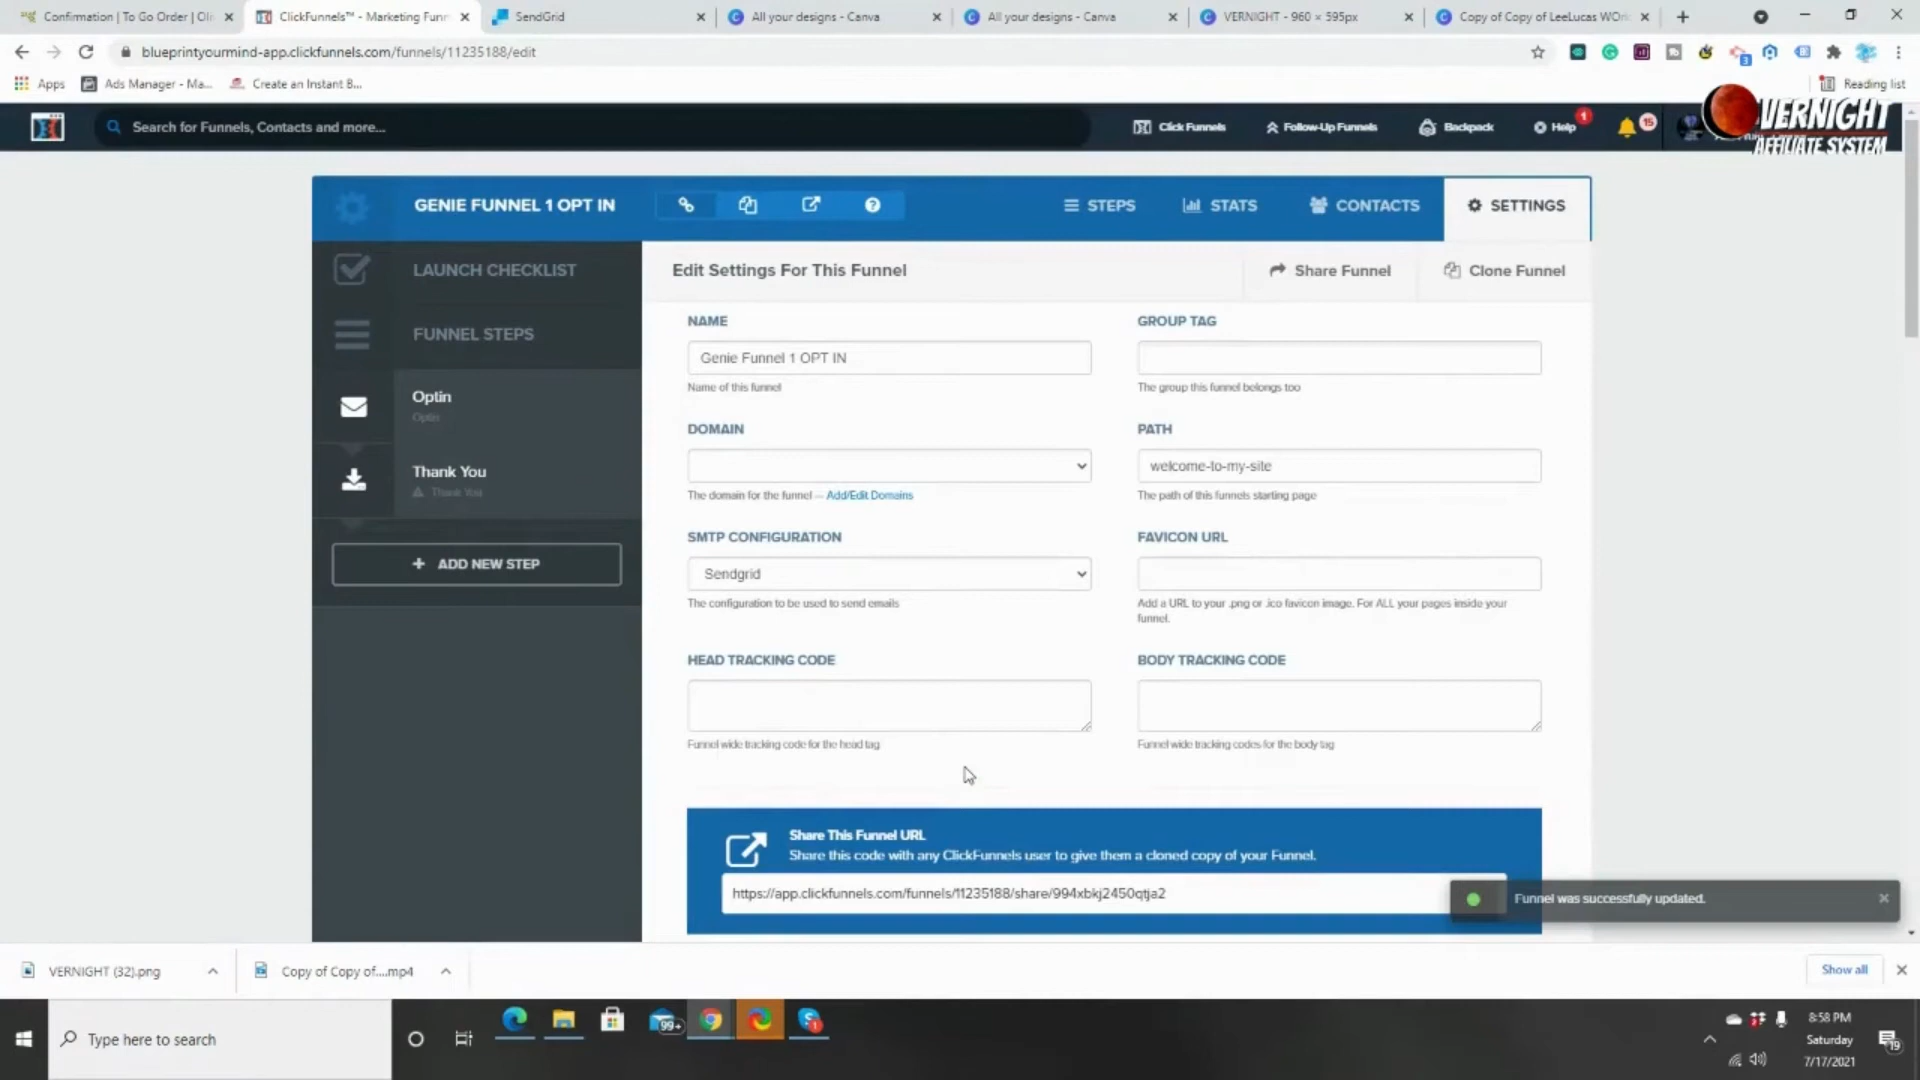 Confirmation | To Go Order | Oli
ClickFunnels™ - Marketing Funn
SendGrid
All your designs - Canva
All your designs - Canva
VERNIGHT - 960 × 595px
Copy of Copy of LeeLucas WOr
blueprintyourmind-app.clickfunnels.com/funnels/11235188/edit
Apps
Ads Manager - Ma...
Create an Instant B...
Reading list
Search for Funnels, Contacts and more...
Click Funnels
Follow-Up Funnels
Backpack
Help
1
15
VERNIGHT
AFFILIATE SYSTEM
GENIE FUNNEL 1 OPT IN
STEPS
STATS
CONTACTS
SETTINGS
LAUNCH CHECKLIST
FUNNEL STEPS
Optin
Optin
Thank You
Thank You
+ ADD NEW STEP
Edit Settings For This Funnel
Share Funnel
Clone Funnel
NAME
Genie Funnel 1 OPT IN
Name of this funnel
GROUP TAG
The group this funnel belongs too
DOMAIN
The domain for the funnel — Add/Edit Domains
PATH
welcome-to-my-site
The path of this funnels starting page
SMTP CONFIGURATION
Sendgrid
The configuration to be used to send emails
FAVICON URL
Add a URL to your .png or .ico favicon image. For ALL your pages inside your
funnel.
HEAD TRACKING CODE
Funnel wide tracking code for the head tag
BODY TRACKING CODE
Funnel wide tracking codes for the body tag
Share This Funnel URL
Share this code with any ClickFunnels user to give them a cloned copy of your Funnel.
https://app.clickfunnels.com/funnels/11235188/share/994xbkj2450qtja2
Funnel was successfully updated.
VERNIGHT (32).png
Copy of Copy of....mp4
Show all
Type here to search
99+
1
8:58 PM
Saturday
7/17/2021
19